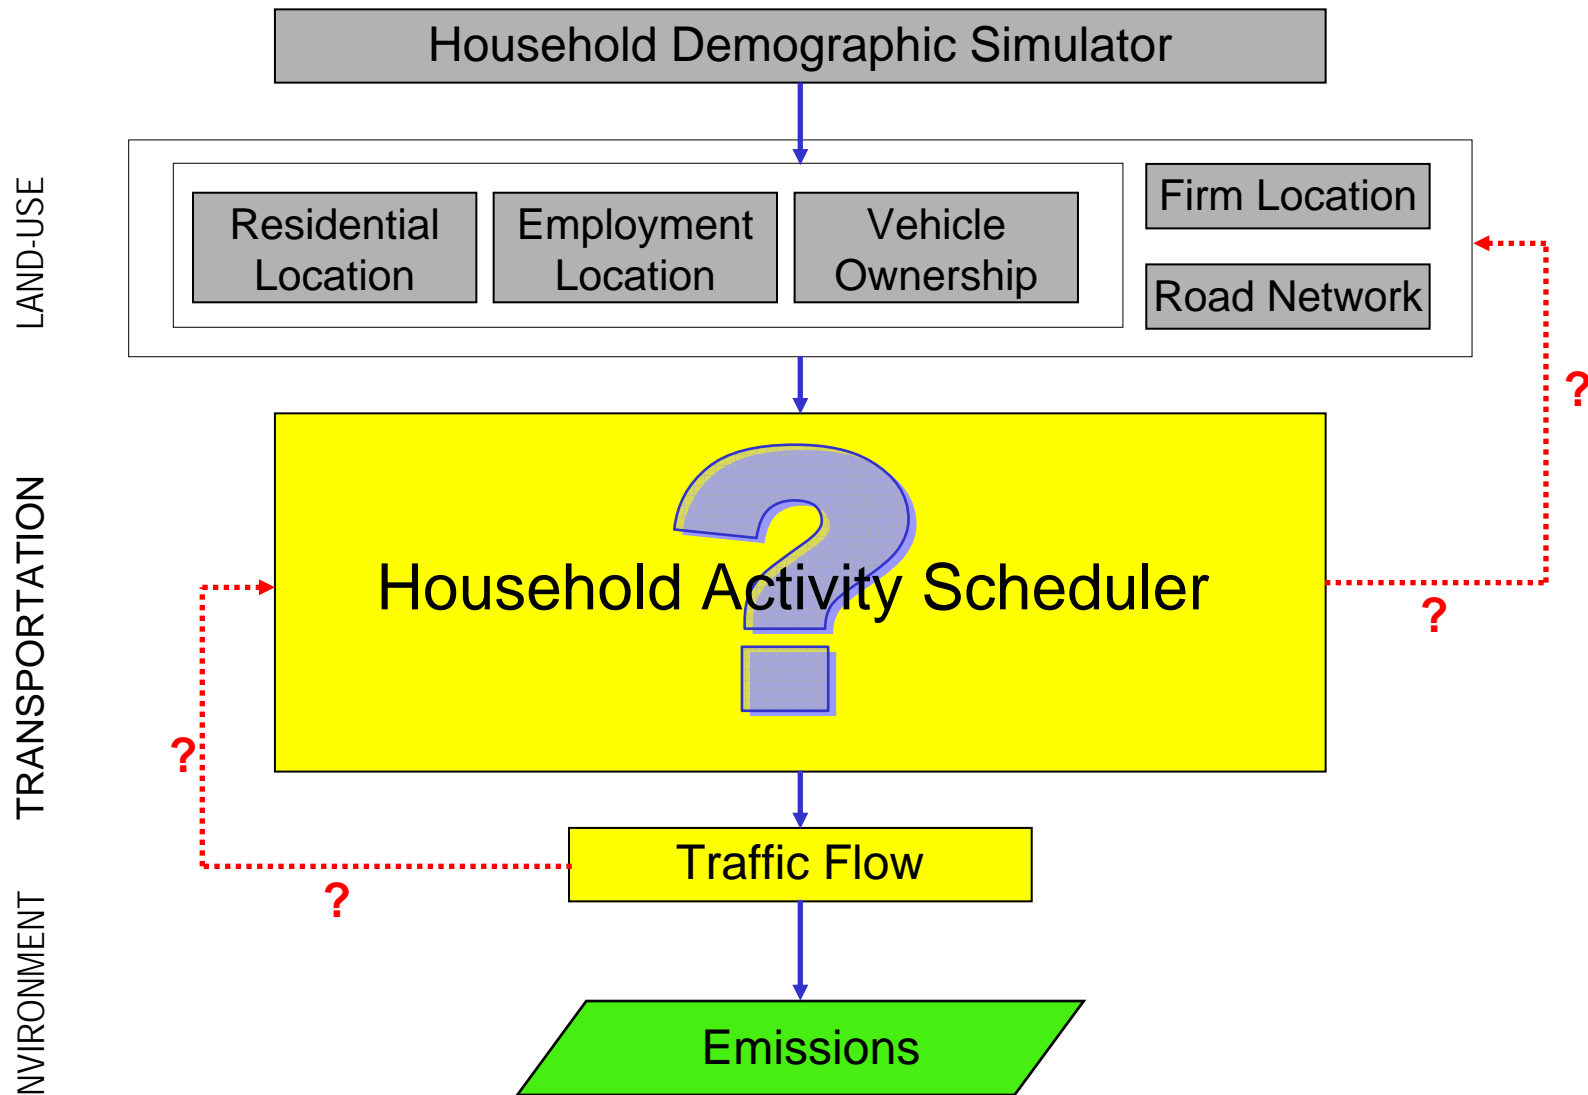 Household Demographic Simulator
LAND-USE
Residential
Location
Employment
Location
Vehicle
Ownership
Firm Location
Road Network
?
TRANSPORTATION
?
Household Activity Scheduler
?
?
Traffic Flow
?
NVIRONMENT
Emissions